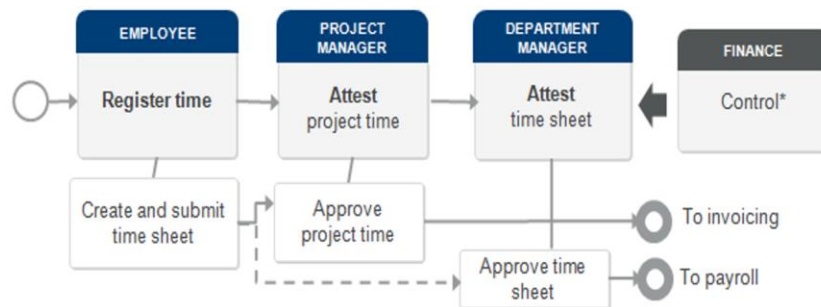 EMPLOYEE
Register time
PROJECT
MANAGER
Attest
project time
DEPARTMENT
MANAGER
Attest
time sheet
FINANCE
Control*
Create and submit
time sheet
Approve
project time
To invoicing
Approve time
sheet
To payroll